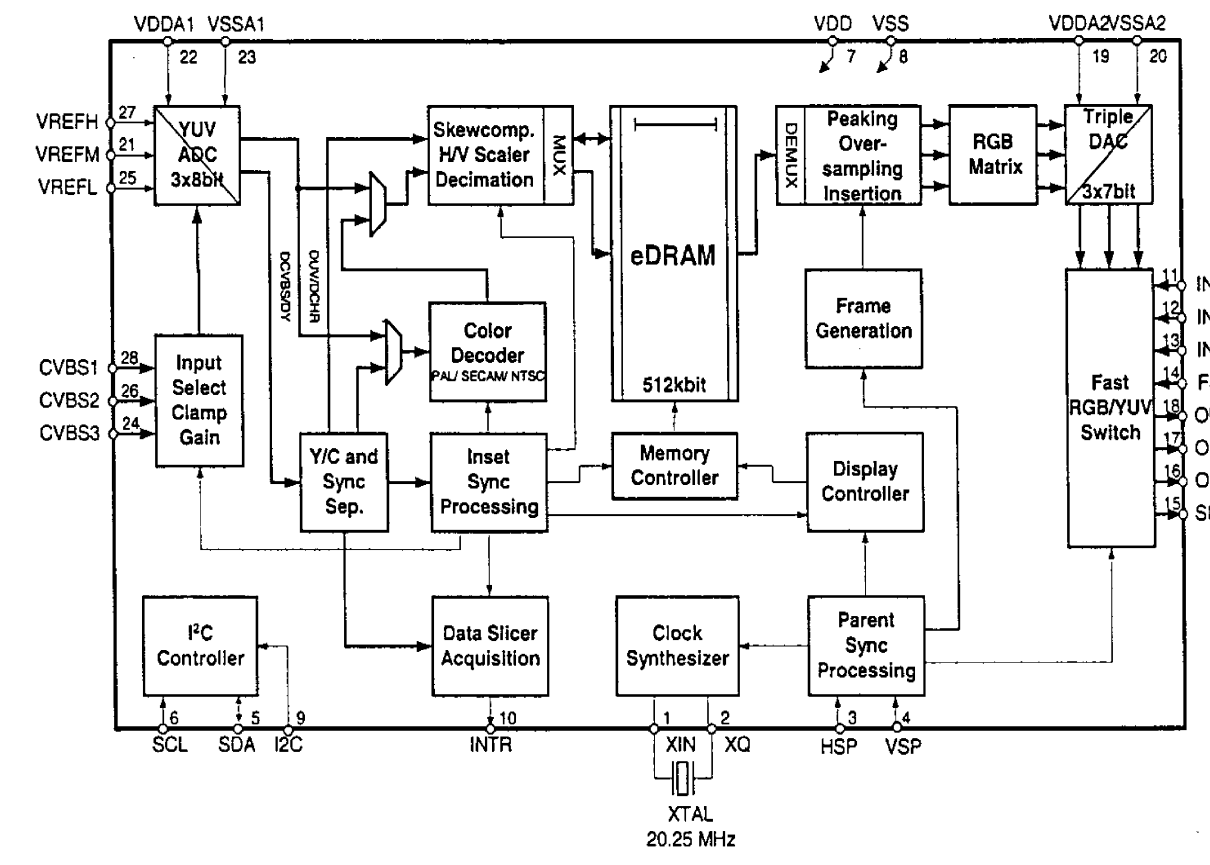 VDDA1 VSSA1 VDD VSS VDDA2 VSSA2
22 23 7 8 19 20
VREFH 27
VREFM 21
VREFL 25
YUV
ADC
3x8bit
Skewcomp.
H/V Scaler
Decimation
MUX
eDRAM
512kbit
DEMUX
Peaking
Over-
sampling
Insertion
RGB
Matrix
Triple
DAC
3x7bit
DCVBS/DY
DUV/DCHR
CVBS1 28
CVBS2 26
CVBS3 24
Input
Select
Clamp
Gain
Color
Decoder
PAL/ SECAM/ NTSC
Frame
Generation
Fast
RGB/YUV
Switch
11 IN
12 IN
13 IN
14 F
18 O
17 O
16 O
15 S
Y/C and
Sync
Sep.
Inset
Sync
Processing
Memory
Controller
Display
Controller
I²C
Controller
Data Slicer
Acquisition
Clock
Synthesizer
Parent
Sync
Processing
6 5 9 10 1 2 3 4
SCL SDA I2C INTR XIN XQ HSP VSP
XTAL
20.25 MHz